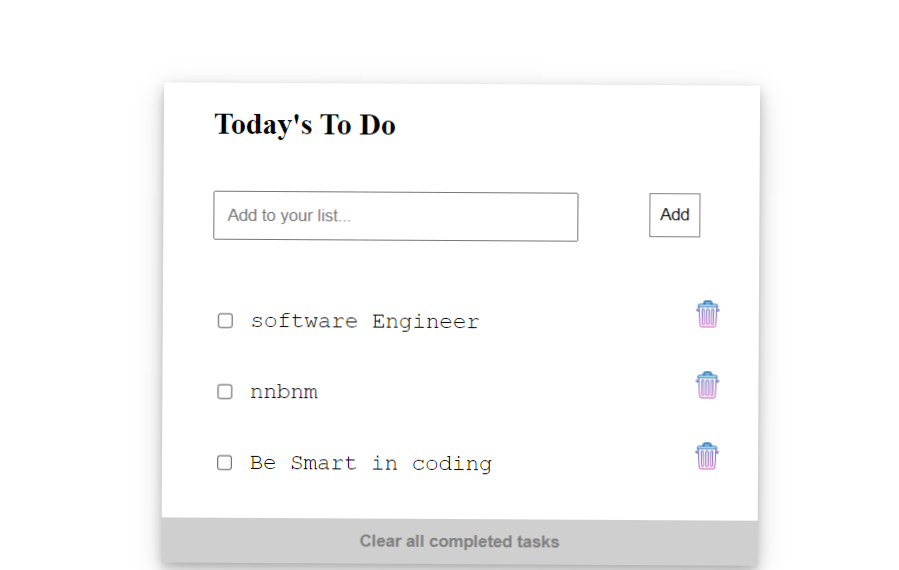 Today's To Do
Add to your list...
Add
software Engineer
nnbnm
Be Smart in coding
Clear all completed tasks